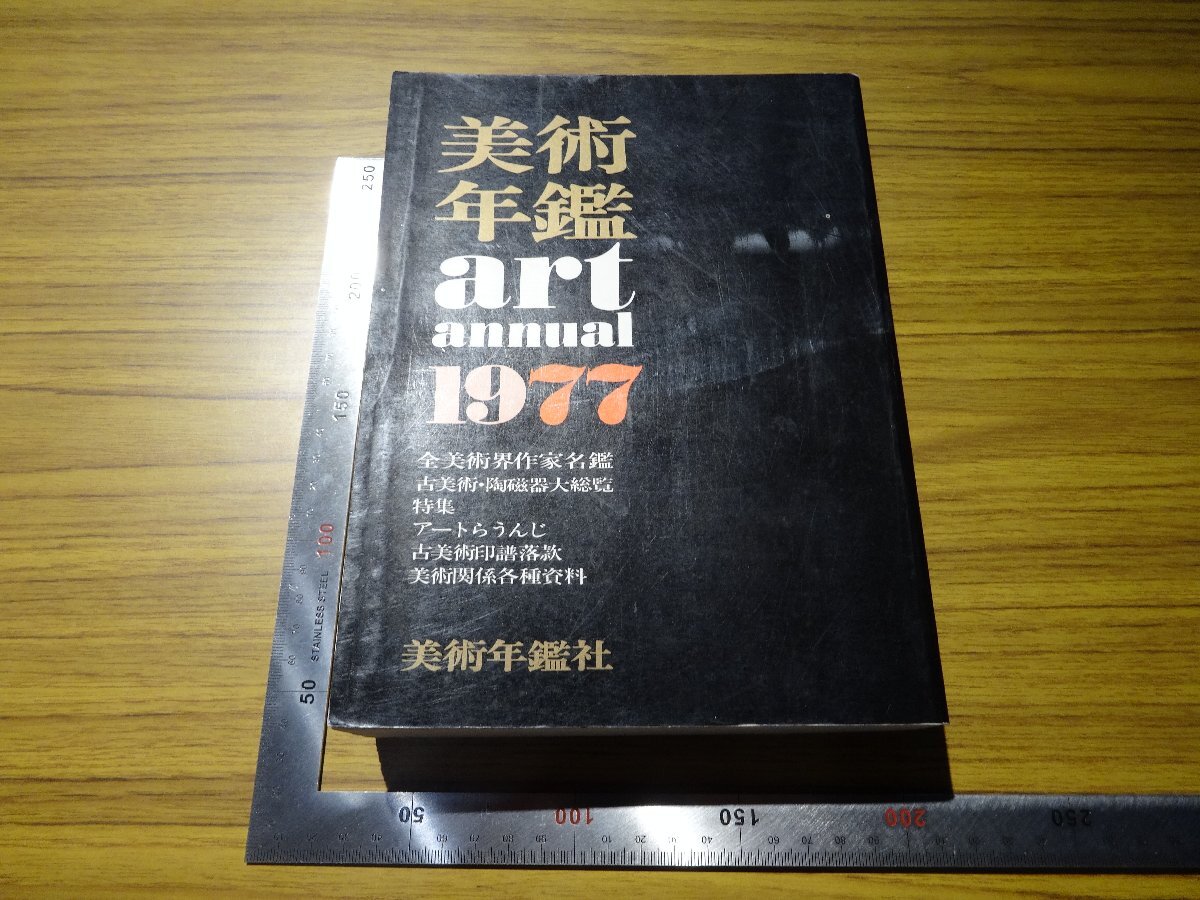 美術
年鑑
art
annual
1977
全美術界作家名鑑
古美術・陶磁器大総覧
特集
アートらうんじ
古美術印譜落款
美術関係各種資料
美術年鑑社
250
200
150
100
50
STAINLESS STEEL
50
100
150
200
250